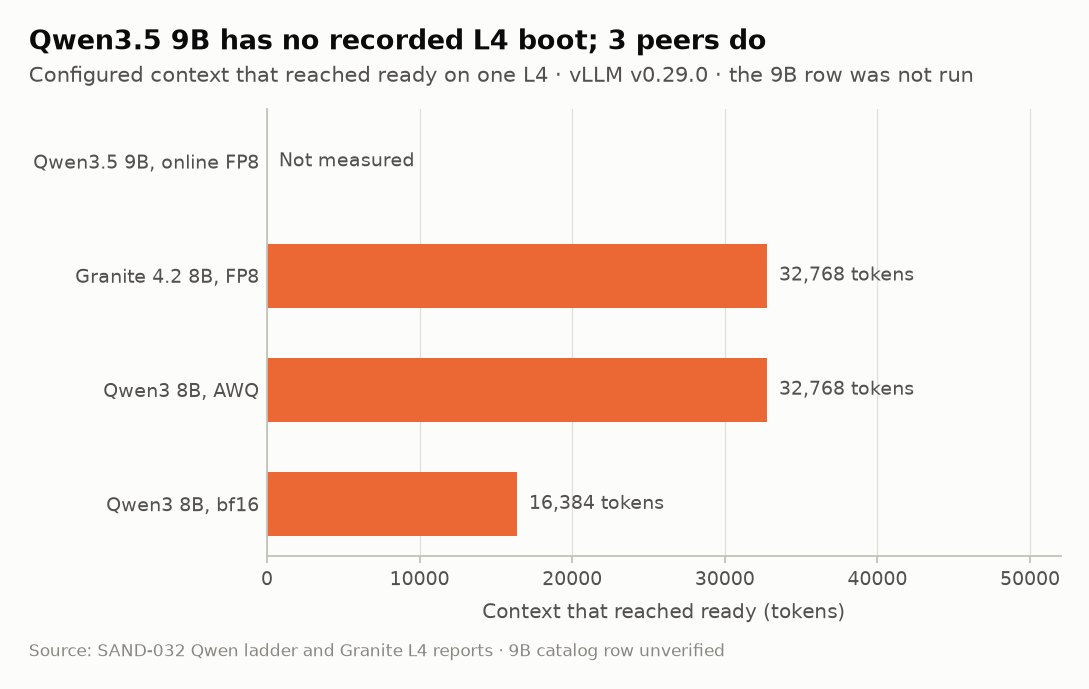 Qwen3.5 9B has no recorded L4 boot; 3 peers do
Configured context that reached ready on one L4 · vLLM v0.29.0 · the 9B row was not run
Qwen3.5 9B, online FP8
Not measured
Granite 4.2 8B, FP8
32,768 tokens
Qwen3 8B, AWQ
32,768 tokens
Qwen3 8B, bf16
16,384 tokens
0 10000 20000 30000 40000 50000
Context that reached ready (tokens)
Source: SAND-032 Qwen ladder and Granite L4 reports · 9B catalog row unverified